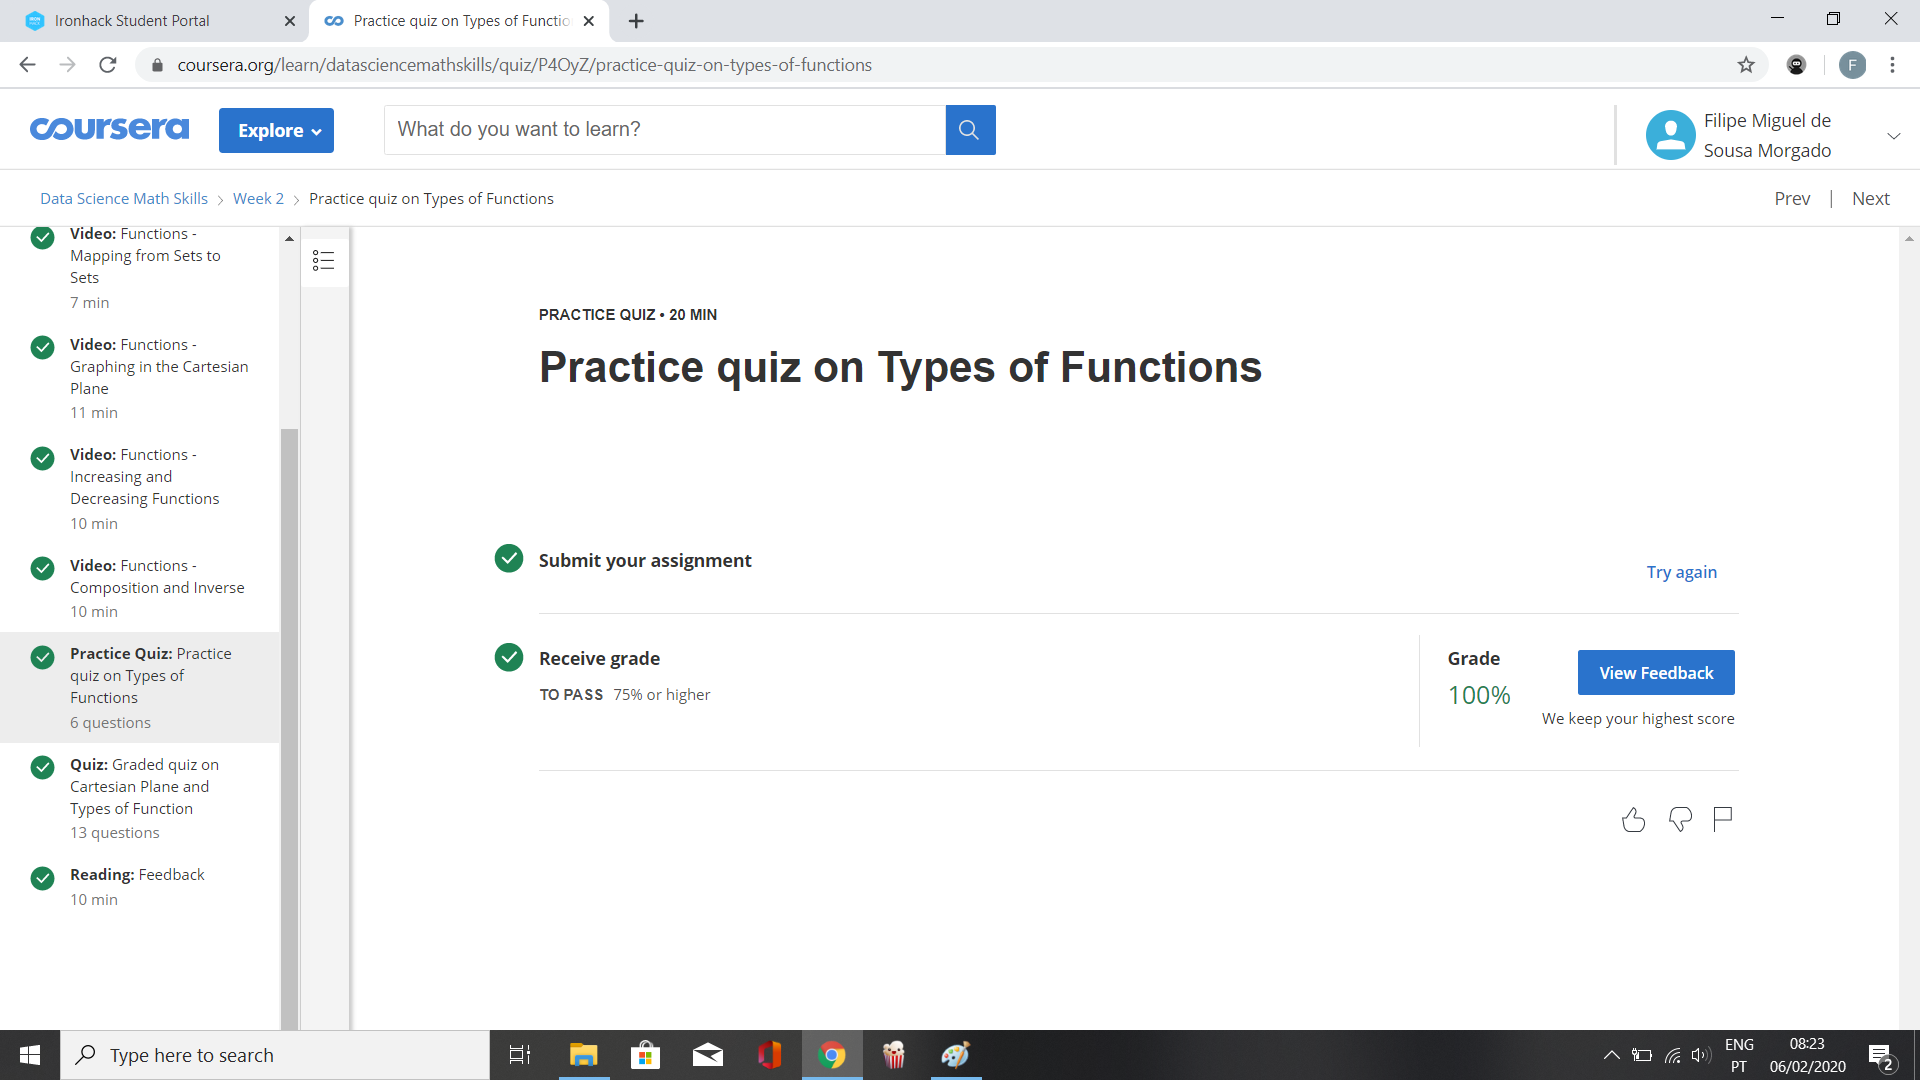 Ironhack Student Portal
Practice quiz on Types of Functio
coursera.org/learn/datasciencemathskills/quiz/P4OyZ/practice-quiz-on-types-of-functions
F
coursera
Explore
What do you want to learn?
Filipe Miguel de
Sousa Morgado
Data Science Math Skills
Week 2
Practice quiz on Types of Functions
Prev
Next
Video: Functions -
Mapping from Sets to
Sets
7 min
Video: Functions -
Graphing in the Cartesian
Plane
11 min
Video: Functions -
Increasing and
Decreasing Functions
10 min
Video: Functions -
Composition and Inverse
10 min
Practice Quiz: Practice
quiz on Types of
Functions
6 questions
Quiz: Graded quiz on
Cartesian Plane and
Types of Function
13 questions
Reading: Feedback
10 min
PRACTICE QUIZ • 20 MIN
Practice quiz on Types of Functions
Submit your assignment
Try again
Receive grade
TO PASS 75% or higher
Grade
100%
View Feedback
We keep your highest score
Type here to search
ENG
PT
08:23
06/02/2020
2